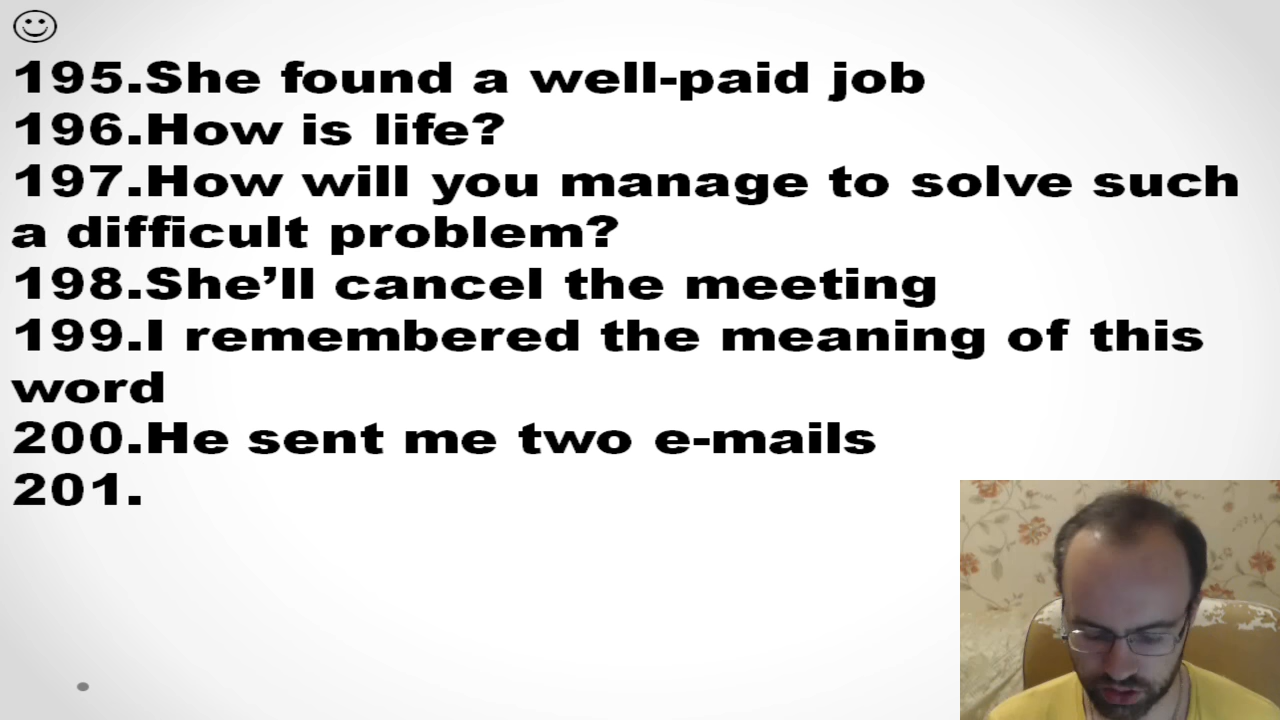 195.She found a well-paid job
196.How is life?
197.How will you manage to solve such
a difficult problem?
198.She’ll cancel the meeting
199.I remembered the meaning of this
word
200.He sent me two e-mails
201.